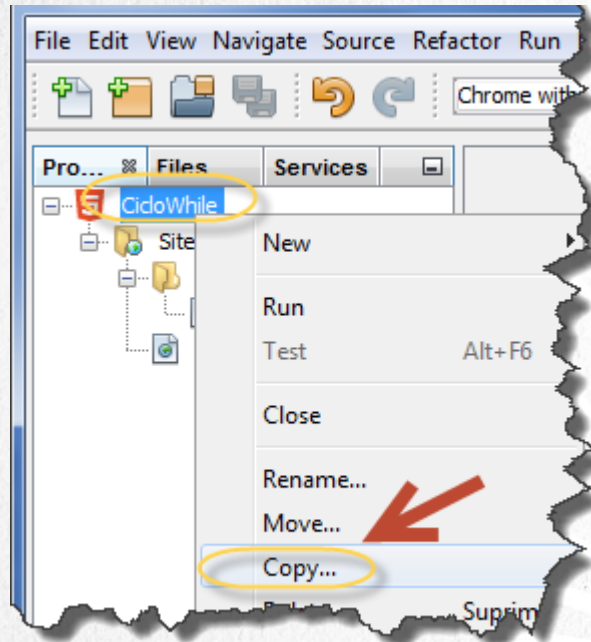 File Edit View Navigate Source Refactor Run
Chrome with
Pro... Files Services
CicloWhile
Site
New
Run
Test Alt+F6
Close
Rename...
Move...
Copy...